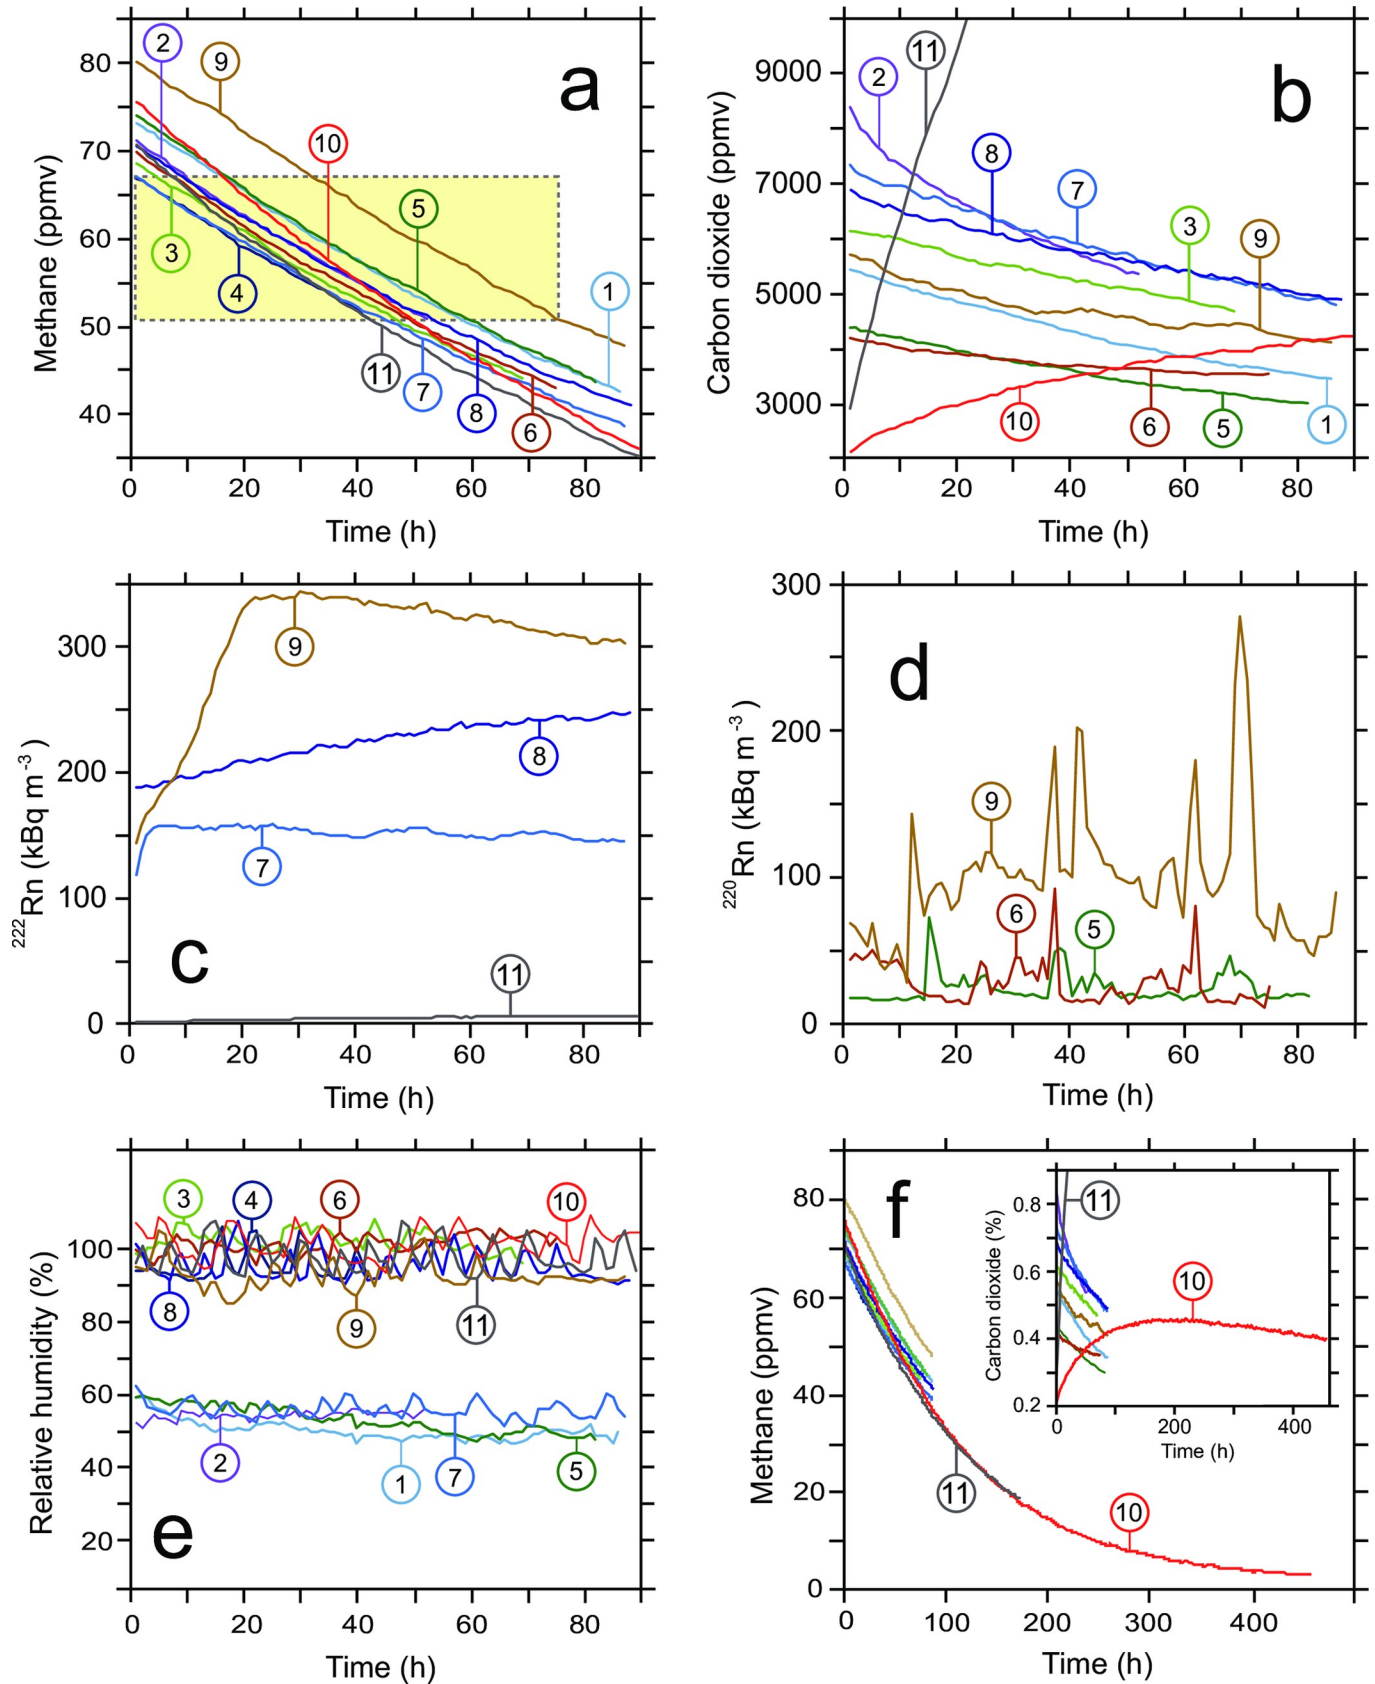 a
Methane (ppmv)
80
70
60
50
40
0 20 40 60 80
Time (h)
2
9
10
5
3
4
1
11
7
8
6
b
Carbon dioxide (ppmv)
9000
7000
5000
3000
0 20 40 60 80
Time (h)
11
2
8
7
3
9
10
6
5
1
c
222Rn (kBq m-3)
300
200
100
0
0 20 40 60 80
Time (h)
9
8
7
11
d
220Rn (kBq m-3)
300
200
100
0
0 20 40 60 80
Time (h)
9
6
5
e
Relative humidity (%)
100
80
60
40
20
0 20 40 60 80
Time (h)
3
4
6
10
8
9
11
2
1
7
5
f
Methane (ppmv)
80
60
40
20
0
0 100 200 300 400
Time (h)
11
10
Carbon dioxide (%)
0.8
0.6
0.4
0.2
0 200 400
Time (h)
11
10